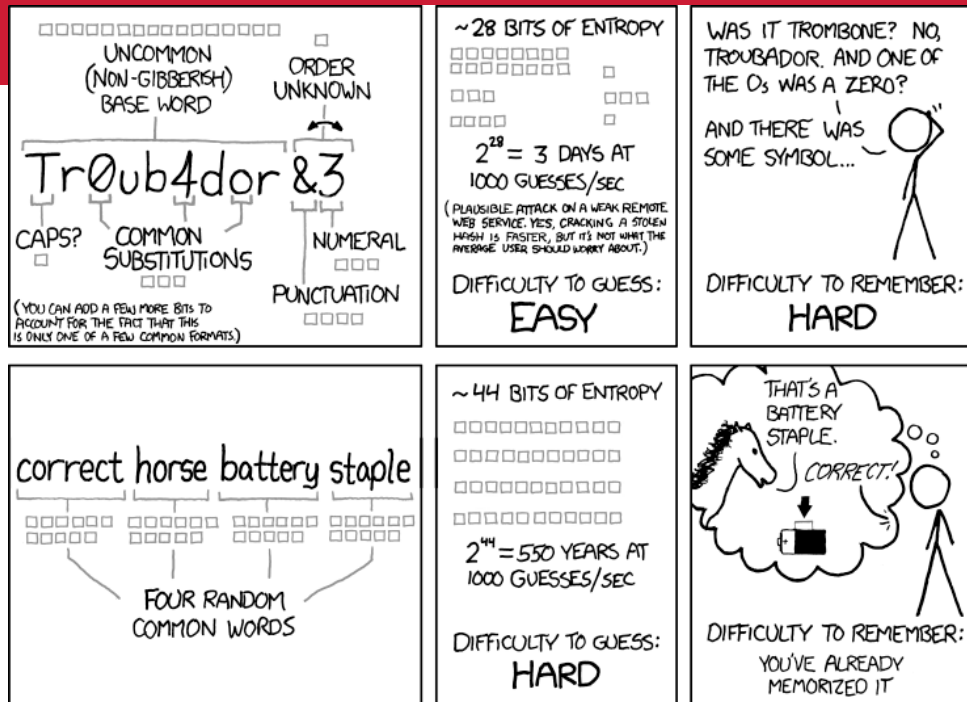 UNCOMMON
(NON-GIBBERISH)
BASE WORD
ORDER
UNKNOWN
Tr0ub4dor &3
CAPS?
COMMON
SUBSTITUTIONS
NUMERAL
PUNCTUATION
(YOU CAN ADD A FEW MORE BITS TO
ACCOUNT FOR THE FACT THAT THIS
IS ONLY ONE OF A FEW COMMON FORMATS.)
~28 BITS OF ENTROPY
2^28 = 3 DAYS AT
1000 GUESSES/SEC
(PLAUSIBLE ATTACK ON A WEAK REMOTE
WEB SERVICE. YES, CRACKING A STOLEN
HASH IS FASTER, BUT IT'S NOT WHAT THE
AVERAGE USER SHOULD WORRY ABOUT.)
DIFFICULTY TO GUESS:
EASY
WAS IT TROMBONE? NO,
TROUBADOR. AND ONE OF
THE Os WAS A ZERO?
AND THERE WAS
SOME SYMBOL...
DIFFICULTY TO REMEMBER:
HARD
correct horse battery staple
FOUR RANDOM
COMMON WORDS
~44 BITS OF ENTROPY
2^44 = 550 YEARS AT
1000 GUESSES/SEC
DIFFICULTY TO GUESS:
HARD
THAT'S A
BATTERY
STAPLE.
CORRECT!
DIFFICULTY TO REMEMBER:
YOU'VE ALREADY
MEMORIZED IT